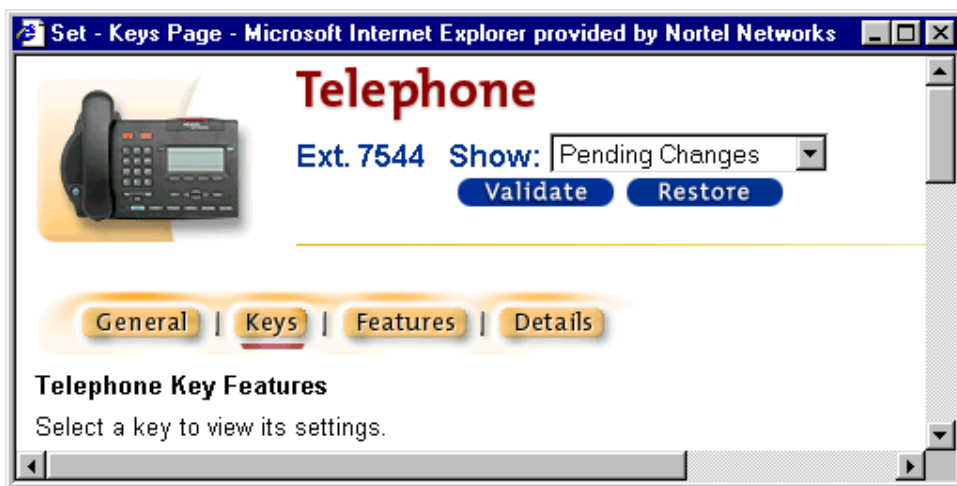 Set - Keys Page - Microsoft Internet Explorer provided by Nortel Networks
Telephone
Ext. 7544 Show: Pending Changes
Validate Restore
General | Keys | Features | Details
Telephone Key Features
Select a key to view its settings.